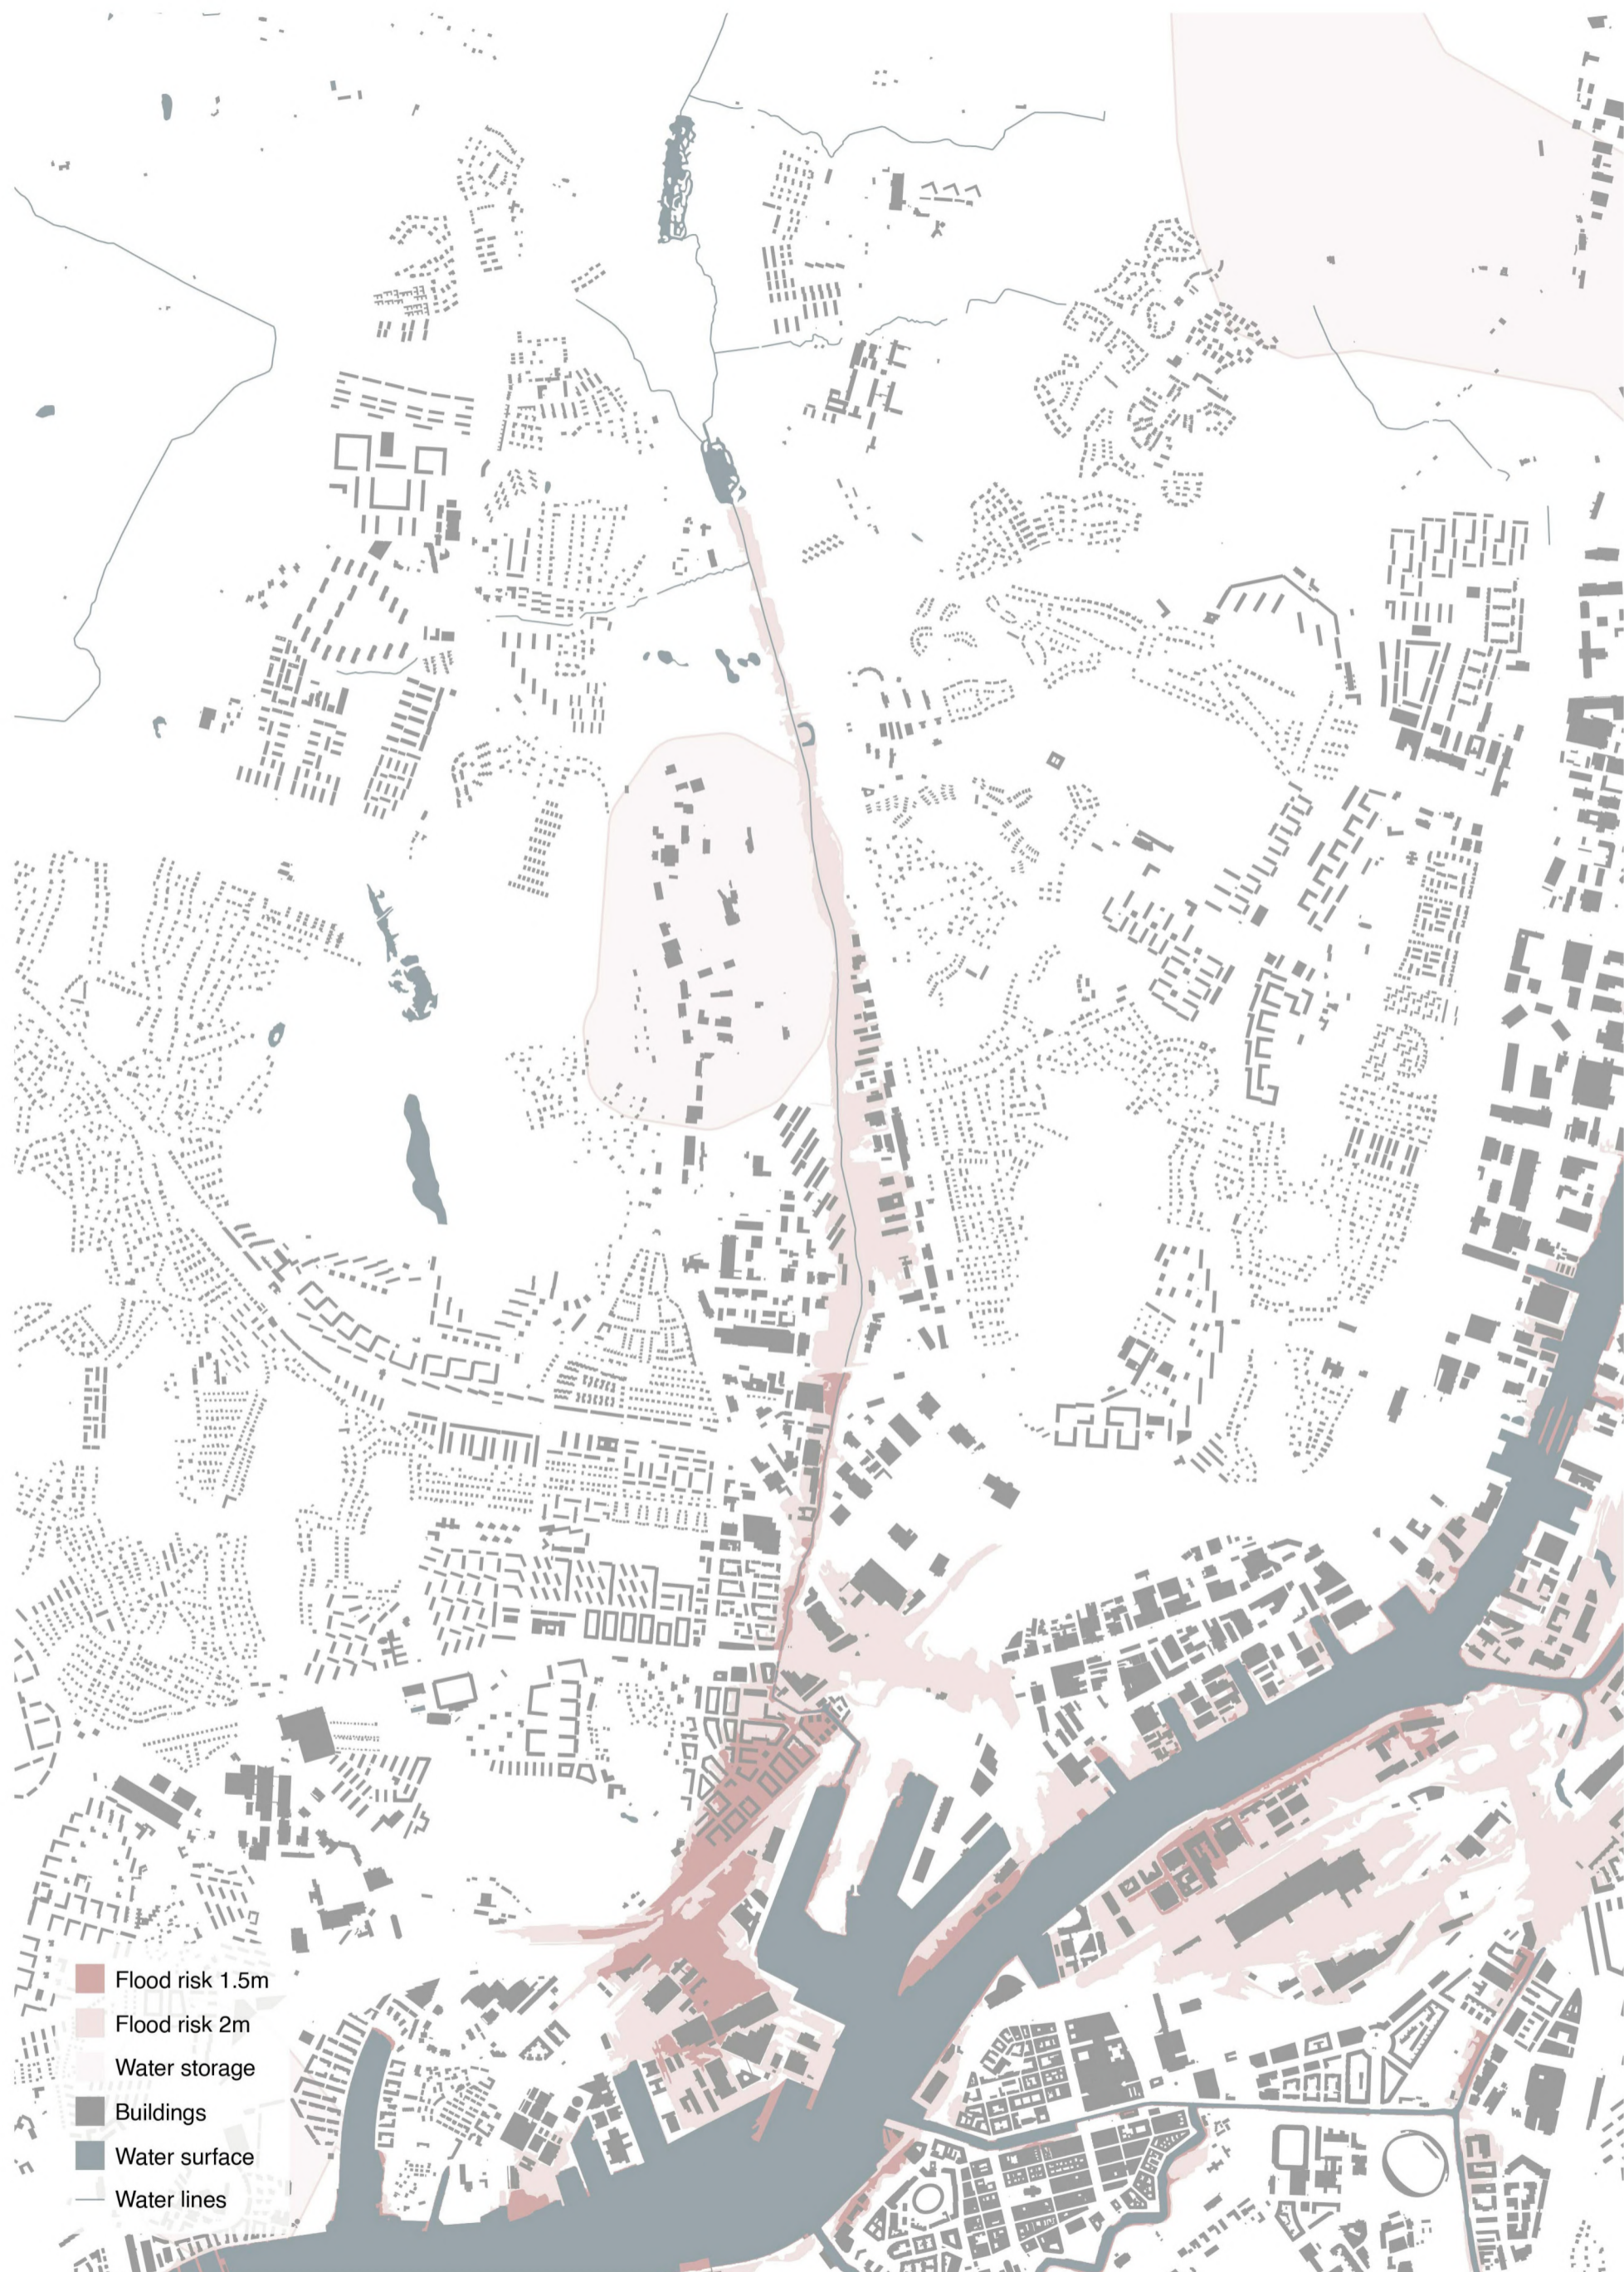 Flood risk 1.5m
Flood risk 2m
Water storage
Buildings
Water surface
Water lines